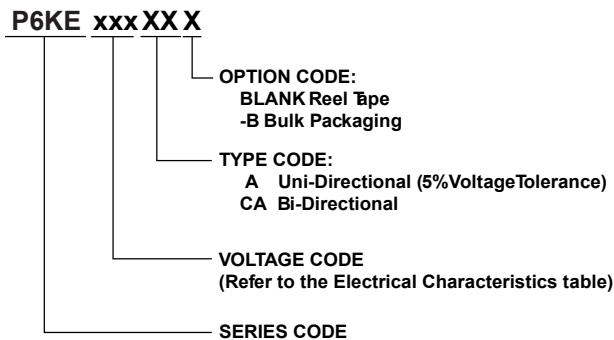 P6KE xxx XX X
OPTION CODE:
BLANK Reel Tape
-B Bulk Packaging
TYPE CODE:
A Uni-Directional (5%VoltageTolerance)
CA Bi-Directional
VOLTAGE CODE
(Refer to the Electrical Characteristics table)
SERIES CODE